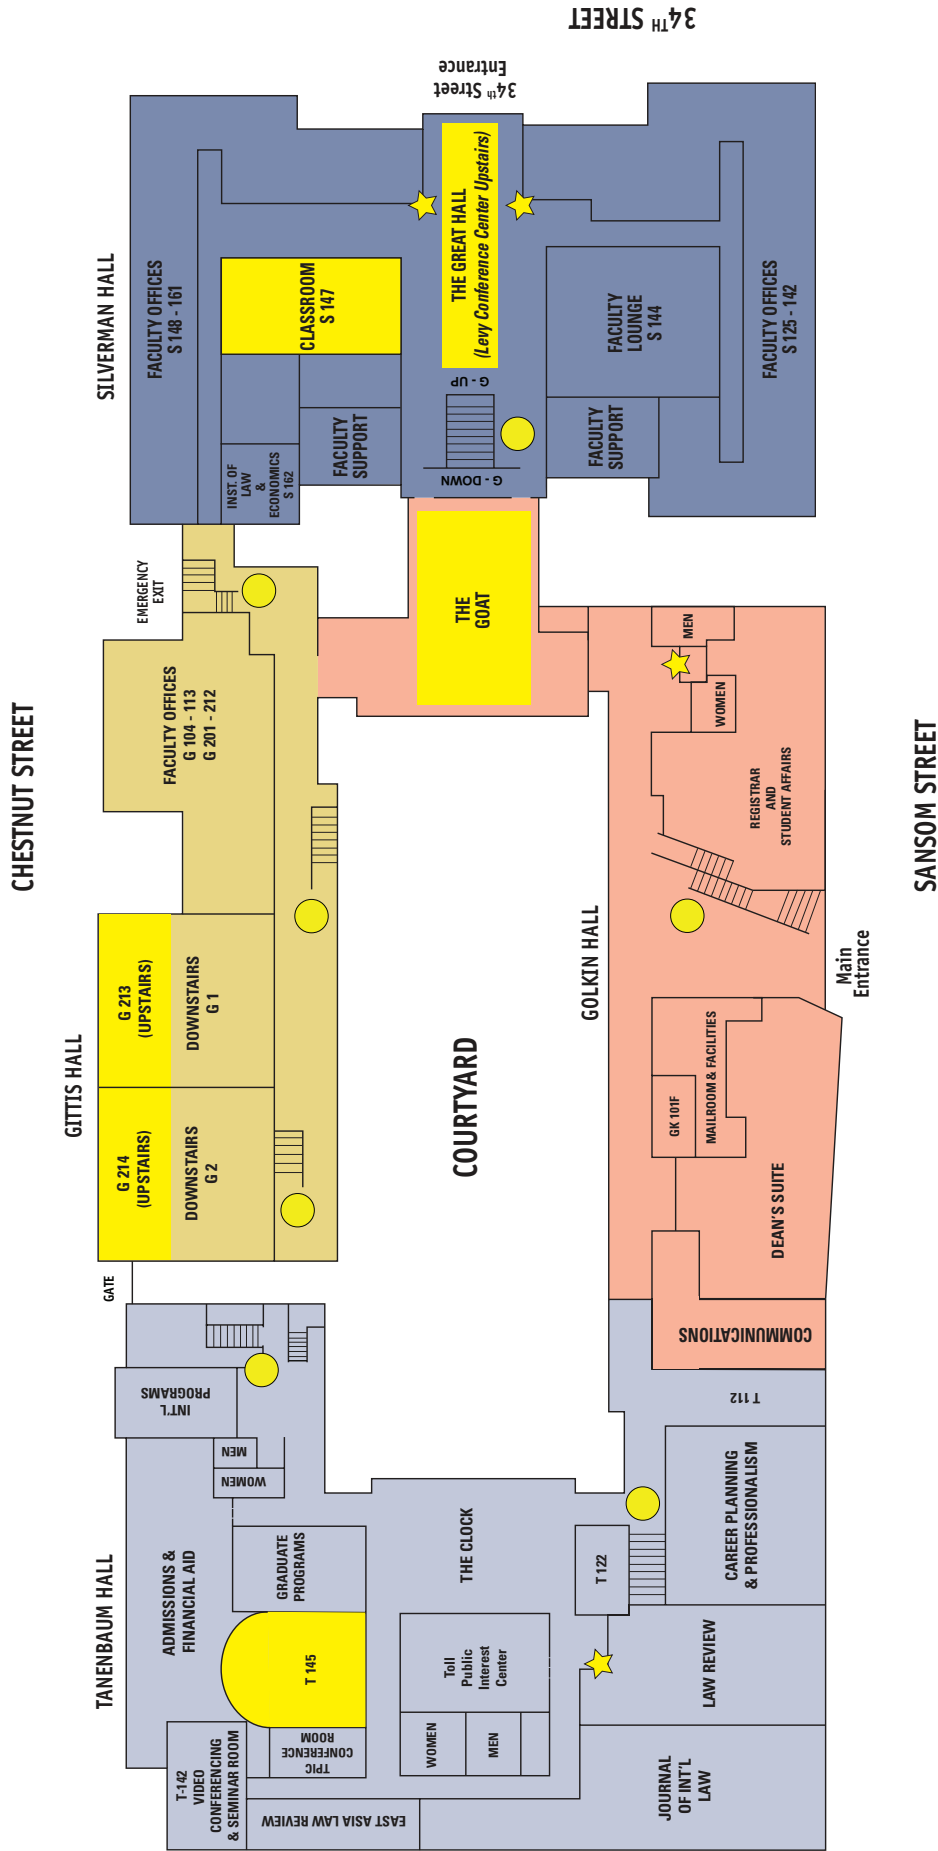 34TH STREET
34th Street
Entrance
SILVERMAN HALL
FACULTY OFFICES
S 148 - 161
CLASSROOM
S 147
THE GREAT HALL
(Levy Conference Center Upstairs)
FACULTY
LOUNGE
S 144
FACULTY OFFICES
S 125 - 142
G - UP
G - DOWN
INST. OF
LAW
&
ECONOMICS
S 162
FACULTY
SUPPORT
FACULTY
SUPPORT
EMERGENCY
EXIT
THE
GOAT
CHESTNUT STREET
FACULTY OFFICES
G 104 - 113
G 201 - 212
MEN
WOMEN
REGISTRAR
AND
STUDENT AFFAIRS
SANSOM STREET
GITTIS HALL
G 213
(UPSTAIRS)
DOWNSTAIRS
G 1
G 214
(UPSTAIRS)
DOWNSTAIRS
G 2
COURTYARD
GOLKIN HALL
Main
Entrance
MAILROOM & FACILITIES
GK 101F
DEAN'S SUITE
COMMUNICATIONS
GATE
INT'L
PROGRAMS
MEN
WOMEN
T 112
TANENBAUM HALL
ADMISSIONS &
FINANCIAL AID
GRADUATE
PROGRAMS
THE CLOCK
T 122
CAREER PLANNING
& PROFESSIONALISM
T 145
Toll
Public
Interest
Center
LAW REVIEW
T-142
VIDEO
CONFERENCING
& SEMINAR ROOM
TPIC
CONFERENCE
ROOM
WOMEN
MEN
EAST ASIA LAW REVIEW
JOURNAL
OF INT'L
LAW